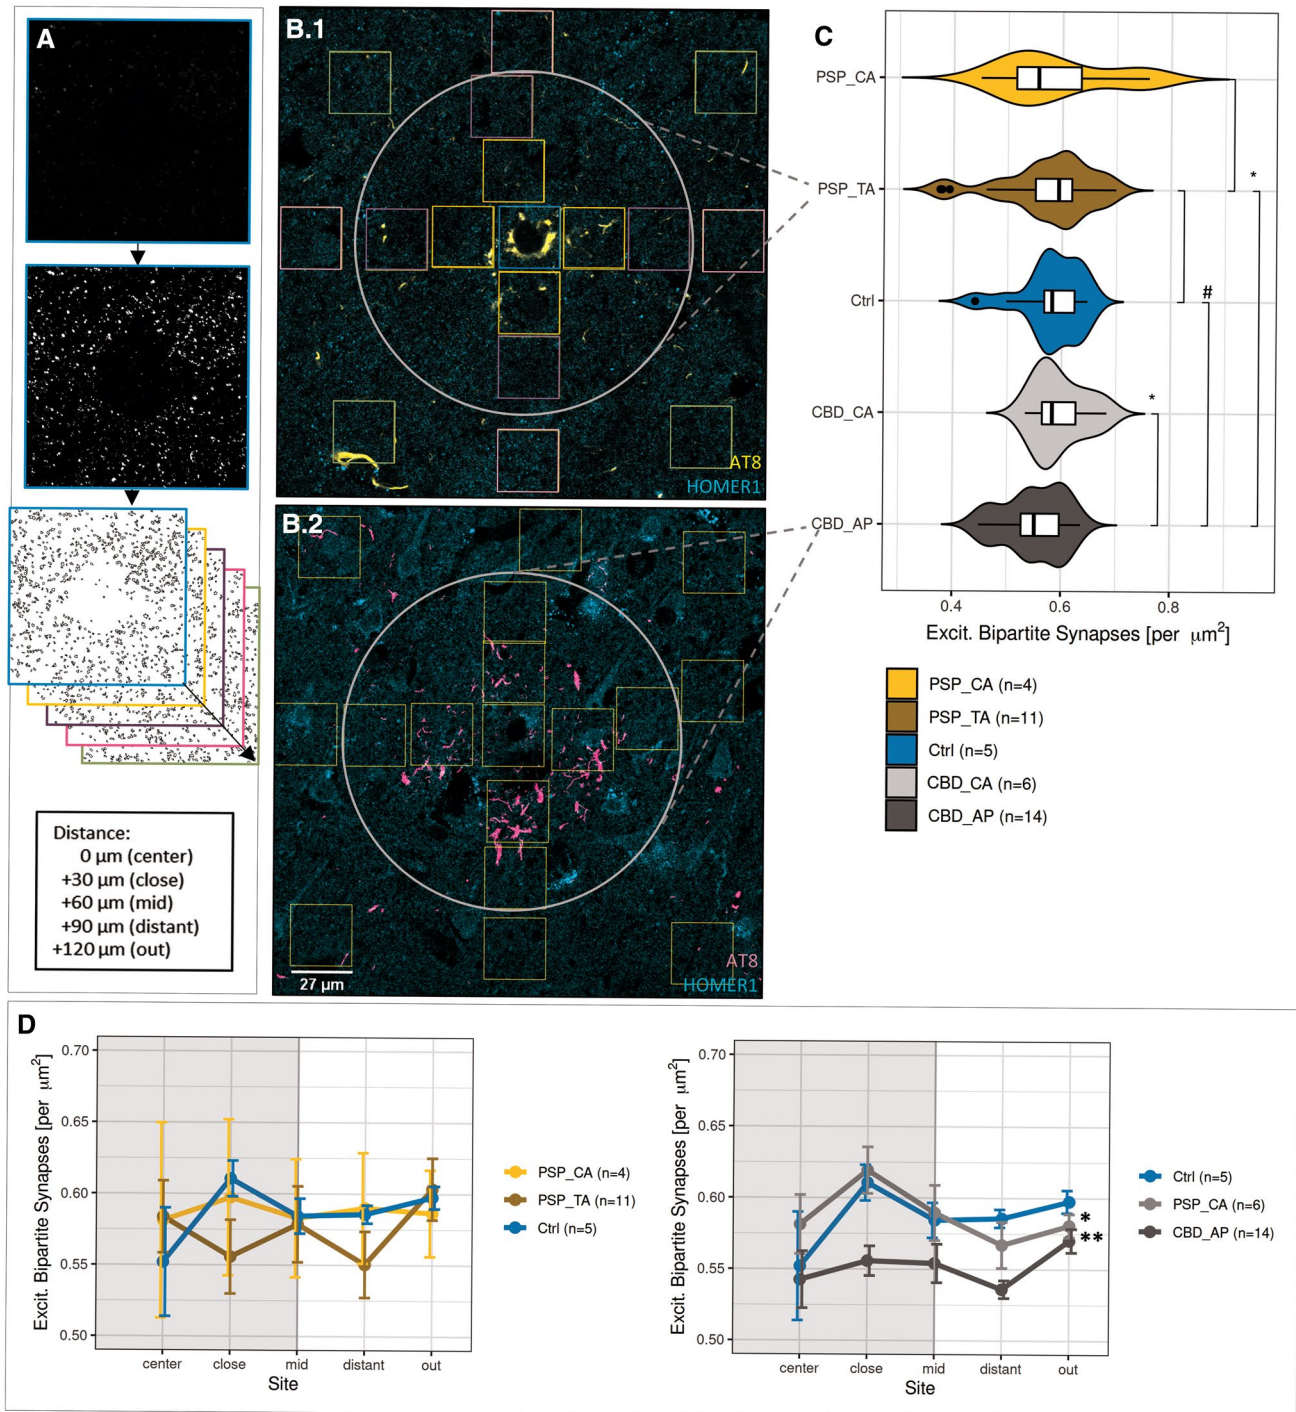 A
Distance:
0 µm (center)
+30 µm (close)
+60 µm (mid)
+90 µm (distant)
+120 µm (out)
B.1
AT8
HOMER1
B.2
AT8
HOMER1
27 µm
C
PSP_CA
PSP_TA
Ctrl
CBD_CA
CBD_AP
*
*
#
0.4
0.6
0.8
Excit. Bipartite Synapses [per μm²]
PSP_CA (n=4)
PSP_TA (n=11)
Ctrl (n=5)
CBD_CA (n=6)
CBD_AP (n=14)
D
Excit. Bipartite Synapses [per μm²]
0.70
0.65
0.60
0.55
0.50
center
close
mid
distant
out
Site
PSP_CA (n=4)
PSP_TA (n=11)
Ctrl (n=5)
Excit. Bipartite Synapses [per μm²]
0.70
0.65
0.60
0.55
0.50
center
close
mid
distant
out
Site
*
**
Ctrl (n=5)
PSP_CA (n=6)
CBD_AP (n=14)